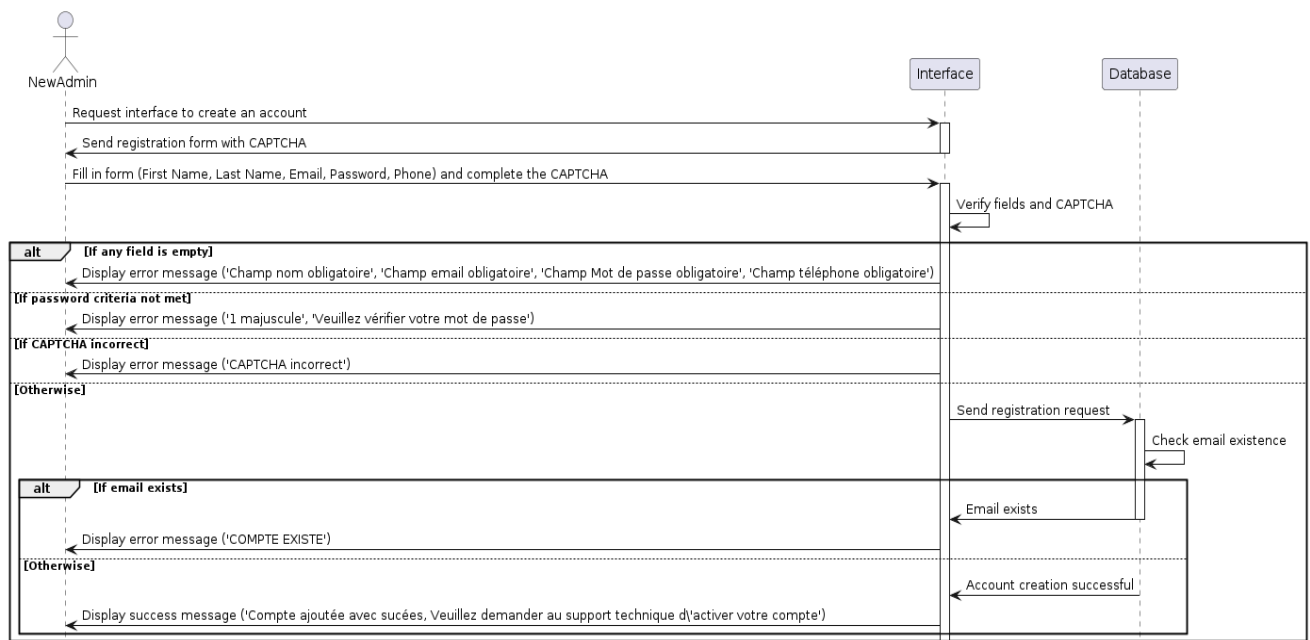 NewAdmin
Interface
Database
Request interface to create an account
Send registration form with CAPTCHA
Fill in form (First Name, Last Name, Email, Password, Phone) and complete the CAPTCHA
Verify fields and CAPTCHA
alt [If any field is empty]
Display error message ('Champ nom obligatoire', 'Champ email obligatoire', 'Champ Mot de passe obligatoire', 'Champ téléphone obligatoire')
[If password criteria not met]
Display error message ('1 majuscule', 'Veuillez vérifier votre mot de passe')
[If CAPTCHA incorrect]
Display error message ('CAPTCHA incorrect')
[Otherwise]
Send registration request
Check email existence
alt [If email exists]
Email exists
Display error message ('COMPTE EXISTE')
[Otherwise]
Account creation successful
Display success message ('Compte ajoutée avec sucées, Veuillez demander au support technique d\'activer votre compte')